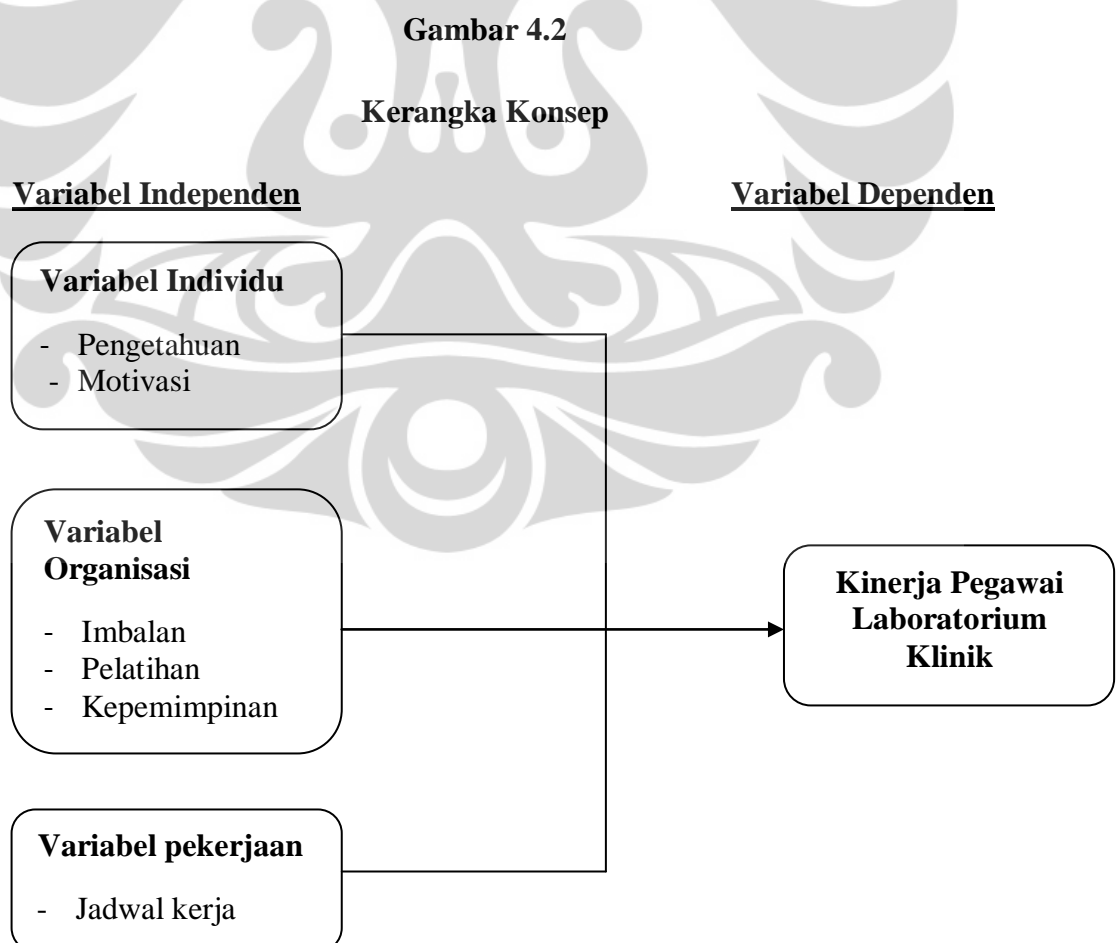 Gambar 4.2
Kerangka Konsep
Variabel Independen
Variabel Dependen
Variabel Individu
- Pengetahuan
- Motivasi
Variabel
Organisasi
- Imbalan
- Pelatihan
- Kepemimpinan
Kinerja Pegawai
Laboratorium
Klinik
Variabel pekerjaan
- Jadwal kerja